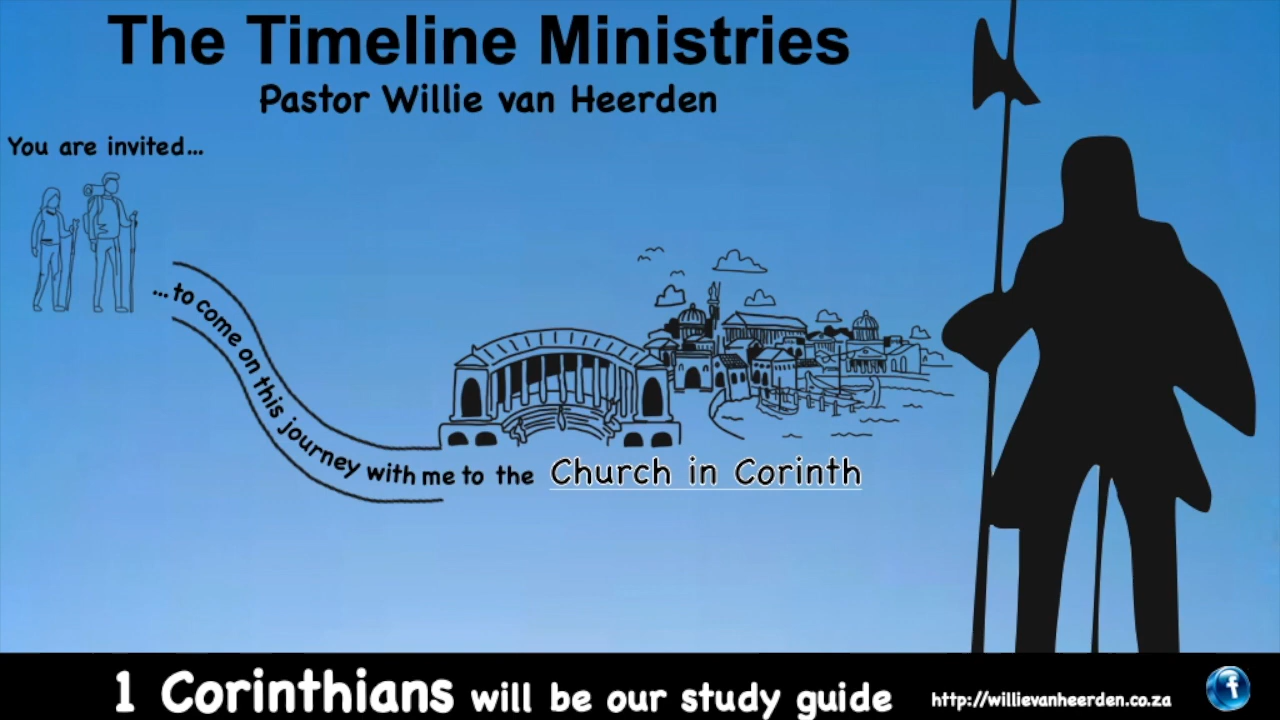 The Timeline Ministries
Pastor Willie van Heerden
You are invited...
...to come on this journey with me to the Church in Corinth
1 Corinthians will be our study guide
http://willievanheerden.co.za
f